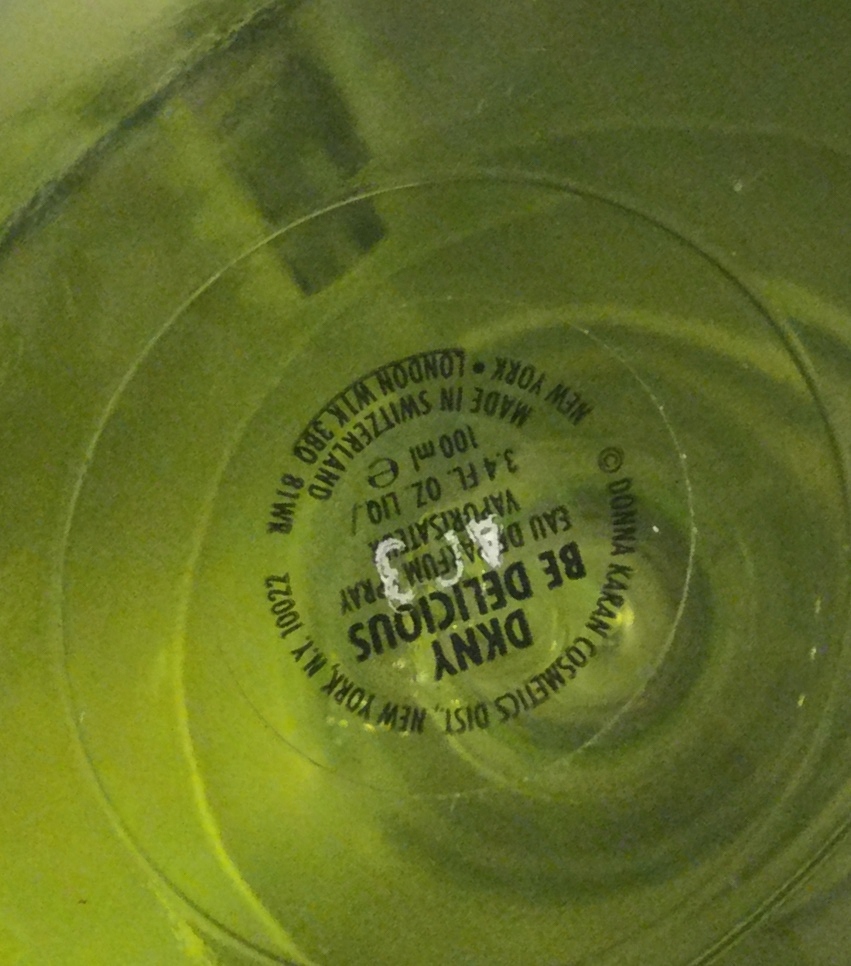 © DONNA KARAN COSMETICS DIST., NEW YORK, N.Y. 10022
DKNY
BE DELICIOUS
EAU DE PARFUM SPRAY
VAPORISATEUR
3.4 FL. OZ. LIQ./
100 ml ℮
MADE IN SWITZERLAND
NEW YORK • LONDON W1K 3BQ 81WR